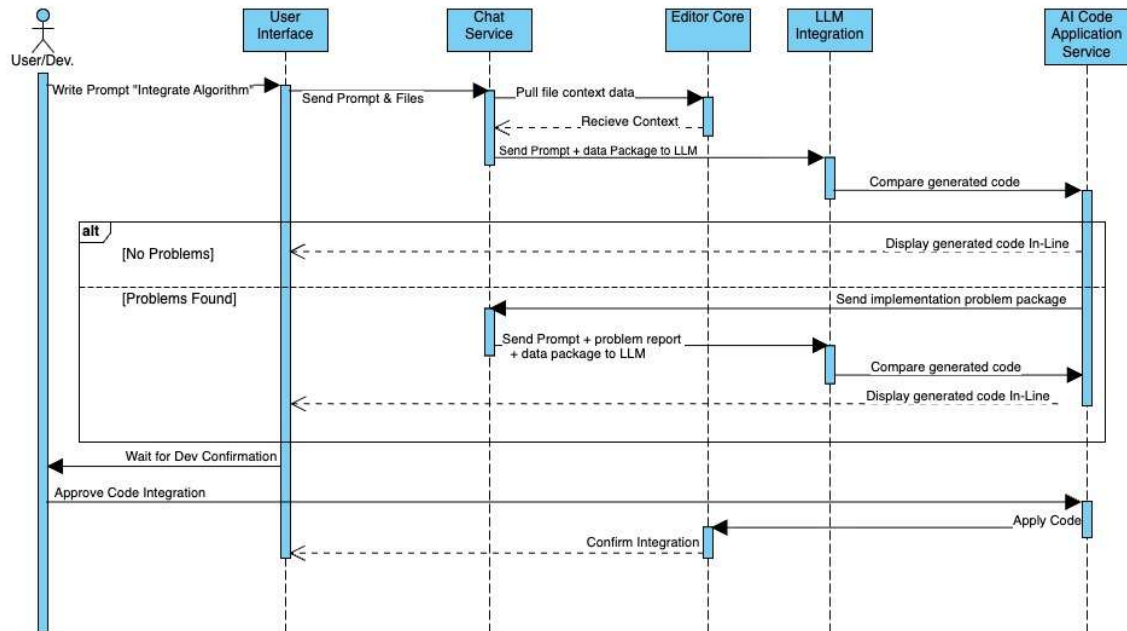 User/Dev.
User
Interface
Chat
Service
Editor Core
LLM
Integration
AI Code
Application
Service
Write Prompt "Integrate Algorithm"
Send Prompt & Files
Pull file context data
Recieve Context
Send Prompt + data Package to LLM
Compare generated code
alt
[No Problems]
Display generated code In-Line
[Problems Found]
Send implementation problem package
Send Prompt + problem report
+ data package to LLM
Compare generated code
Display generated code In-Line
Wait for Dev Confirmation
Approve Code Integration
Apply Code
Confirm Integration